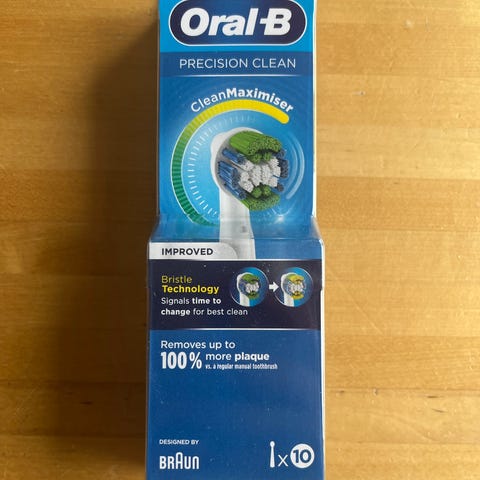 Oral-B
PRECISION CLEAN
CleanMaximiser
IMPROVED
Bristle
Technology
Signals time to
change for best clean
Removes up to
100% more plaque
vs. a regular manual toothbrush
DESIGNED BY
BRAUN
x 10